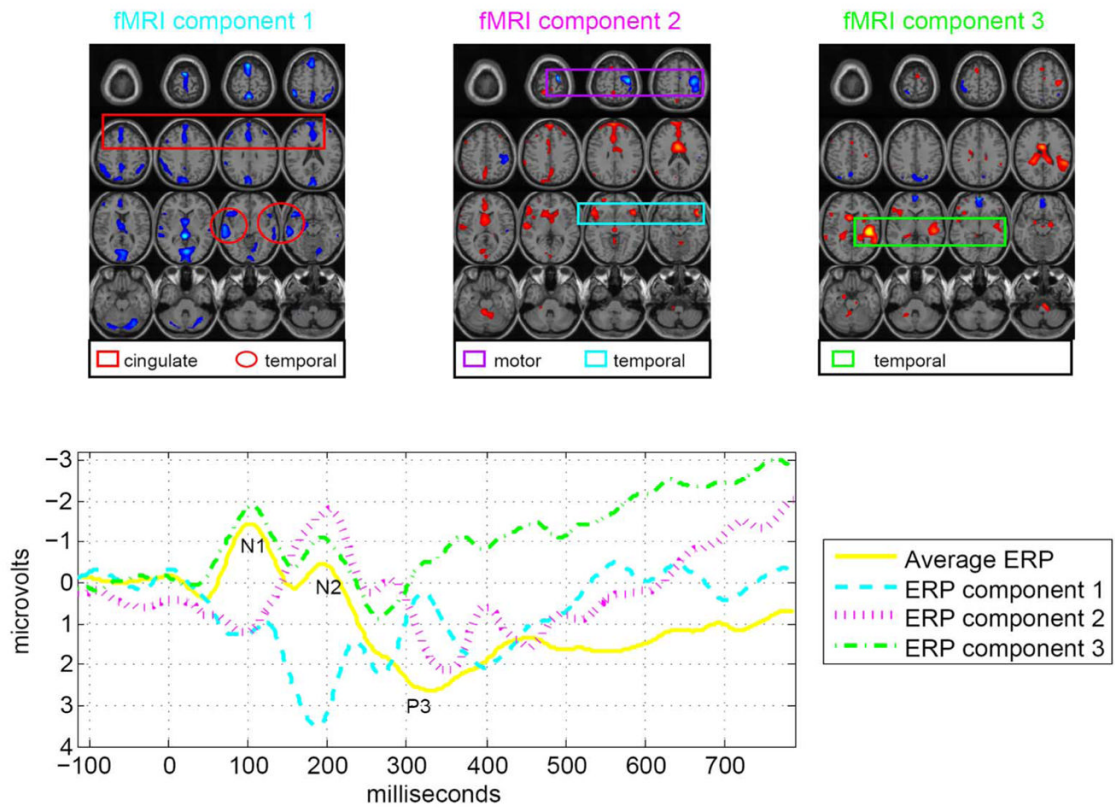 fMRI component 1
fMRI component 2
fMRI component 3
cingulate
temporal
motor
temporal
temporal
−3
−2
−1
0
1
2
3
4
microvolts
N1
N2
P3
−100
0
100
200
300
400
500
600
700
milliseconds
Average ERP
ERP component 1
ERP component 2
ERP component 3